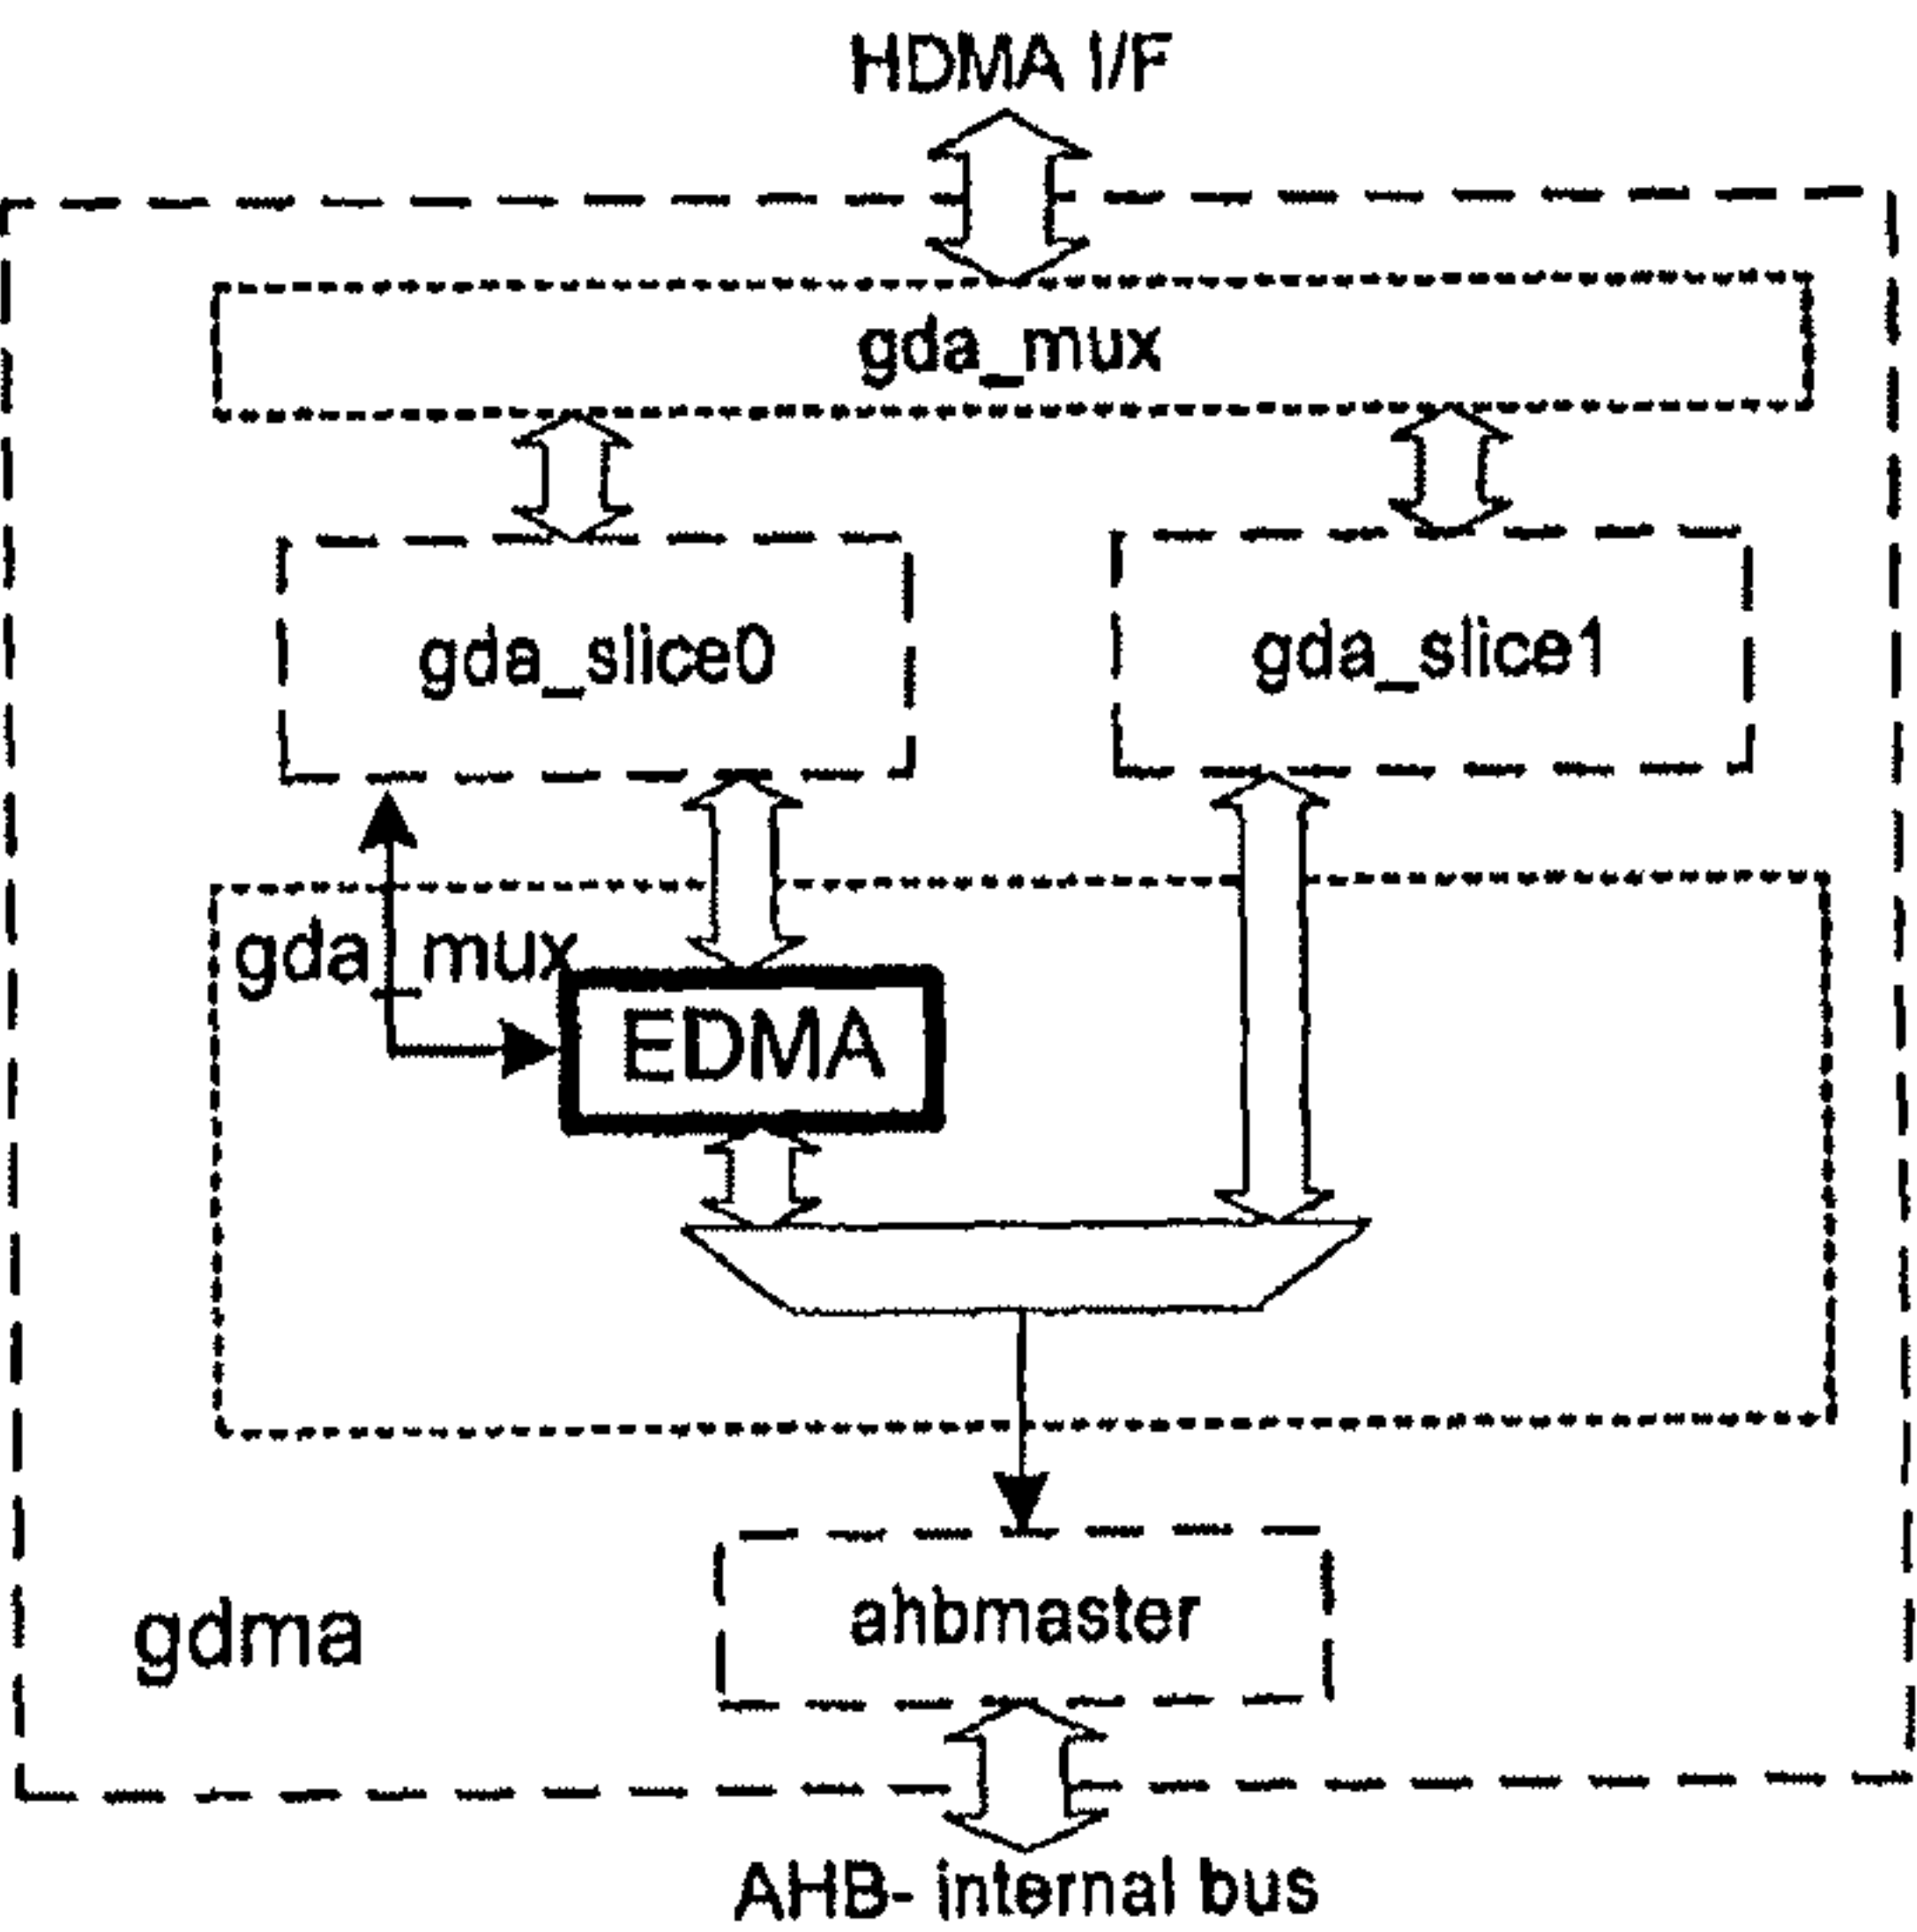 HDMA I/F
gda_mux
gda_slice0
gda_slice1
gda_mux
EDMA
ahbmaster
gdma
AHB- internal bus